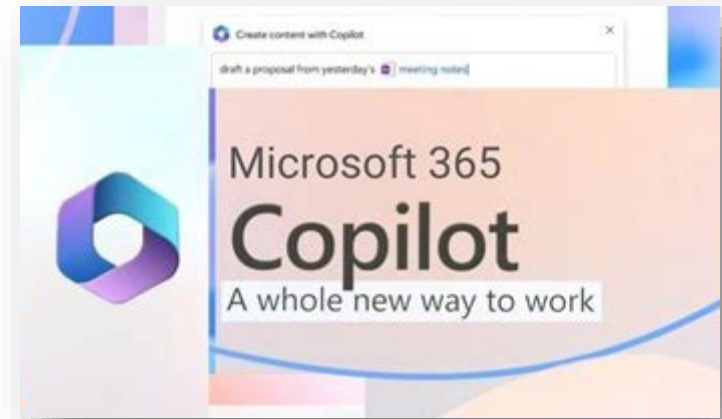 Create content with Copilot
draft a proposal from yesterday's meeting notes
Microsoft 365
Copilot
A whole new way to work